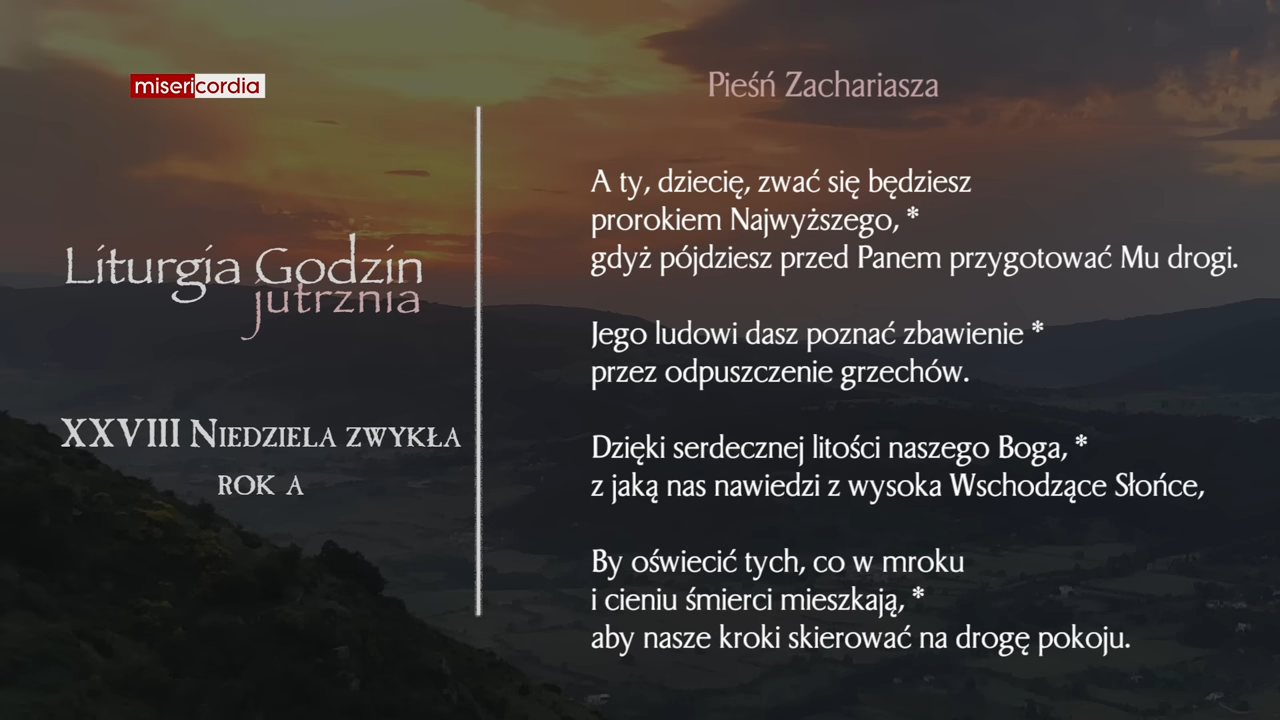 misericordia
Liturgia Godzin
jutrznia
XXVIII Niedziela zwykła
rok A
Pieśń Zachariasza
A ty, dziecię, zwać się będziesz
prorokiem Najwyższego, *
gdyż pójdziesz przed Panem przygotować Mu drogi.
Jego ludowi dasz poznać zbawienie *
przez odpuszczenie grzechów.
Dzięki serdecznej litości naszego Boga, *
z jaką nas nawiedzi z wysoka Wschodzące Słońce,
By oświecić tych, co w mroku
i cieniu śmierci mieszkają, *
aby nasze kroki skierować na drogę pokoju.